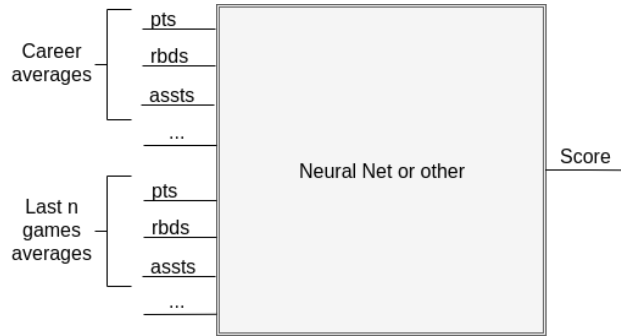 Career
averages
pts
rbds
assts
...
Last n
games
averages
pts
rbds
assts
...
Neural Net or other
Score